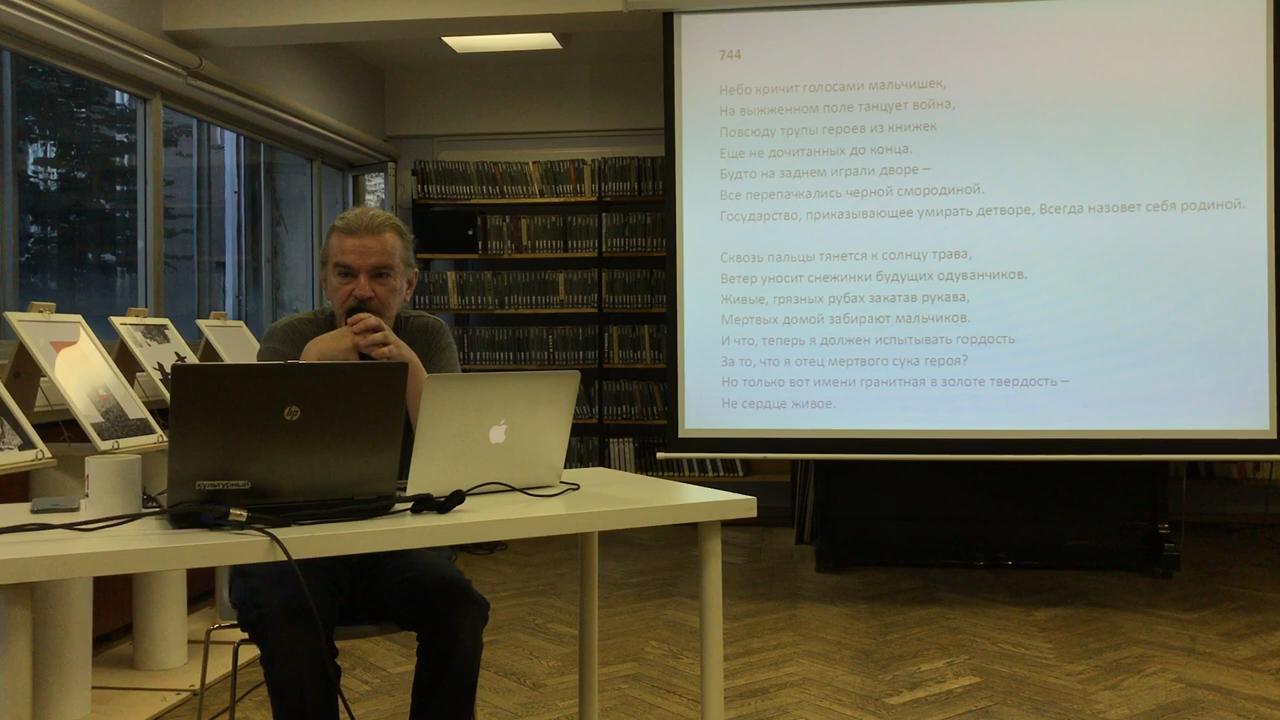 744
Небо кричит голосами мальчишек,
На выжженном поле танцует война,
Повсюду трупы героев из книжек
Еще не дочитанных до конца.
Будто на заднем играли дворе –
Все перепачкались черной смородиной.
Государство, приказывающее умирать детворе, Всегда назовет себя родиной.
Сквозь пальцы тянется к солнцу трава,
Ветер уносит снежинки будущих одуванчиков.
Живые, грязных рубах закатав рукава,
Мертвых домой забирают мальчиков.
И что, теперь я должен испытывать гордость
За то, что я отец мертвого сука героя?
Но только вот имени гранитная в золоте твердость –
Не сердце живое.
hp
культурный